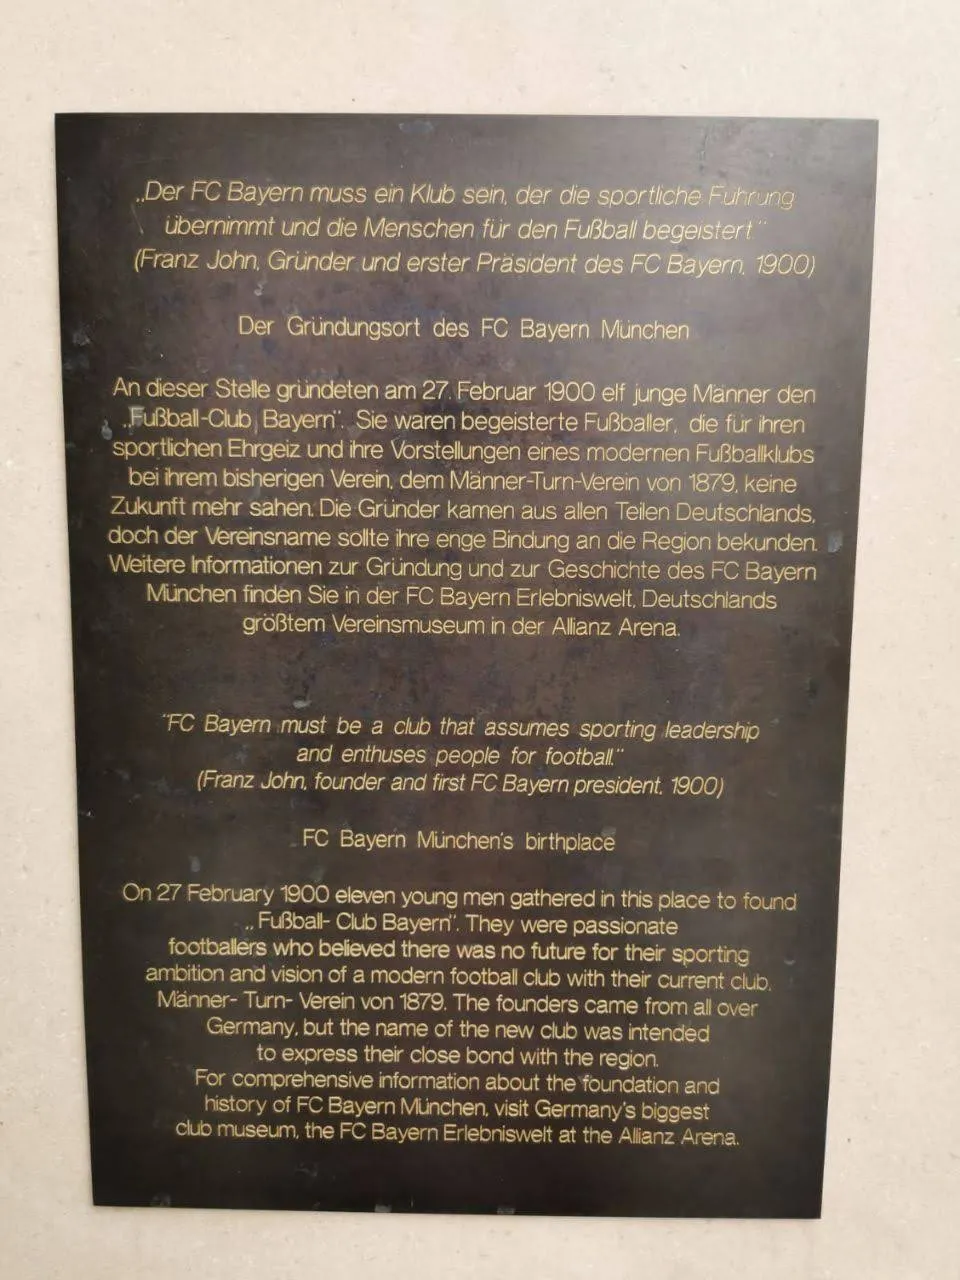 „Der FC Bayern muss ein Klub sein, der die sportliche Führung
übernimmt und die Menschen für den Fußball begeistert.“
(Franz John, Gründer und erster Präsident des FC Bayern, 1900)
Der Gründungsort des FC Bayern München
An dieser Stelle gründeten am 27. Februar 1900 elf junge Männer den
„Fußball-Club Bayern“. Sie waren begeisterte Fußballer, die für ihren
sportlichen Ehrgeiz und ihre Vorstellungen eines modernen Fußballklubs
bei ihrem bisherigen Verein, dem Männer-Turn-Verein von 1879, keine
Zukunft mehr sahen. Die Gründer kamen aus allen Teilen Deutschlands,
doch der Vereinsname sollte ihre enge Bindung an die Region bekunden.
Weitere Informationen zur Gründung und zur Geschichte des FC Bayern
München finden Sie in der FC Bayern Erlebniswelt, Deutschlands
größtem Vereinsmuseum in der Allianz Arena.
“FC Bayern must be a club that assumes sporting leadership
and enthuses people for football.“
(Franz John, founder and first FC Bayern president, 1900)
FC Bayern München's birthplace
On 27 February 1900 eleven young men gathered in this place to found
„Fußball- Club Bayern“. They were passionate
footballers who believed there was no future for their sporting
ambition and vision of a modern football club with their current club,
Männer- Turn- Verein von 1879. The founders came from all over
Germany, but the name of the new club was intended
to express their close bond with the region.
For comprehensive information about the foundation and
history of FC Bayern München, visit Germany's biggest
club museum, the FC Bayern Erlebniswelt at the Allianz Arena.